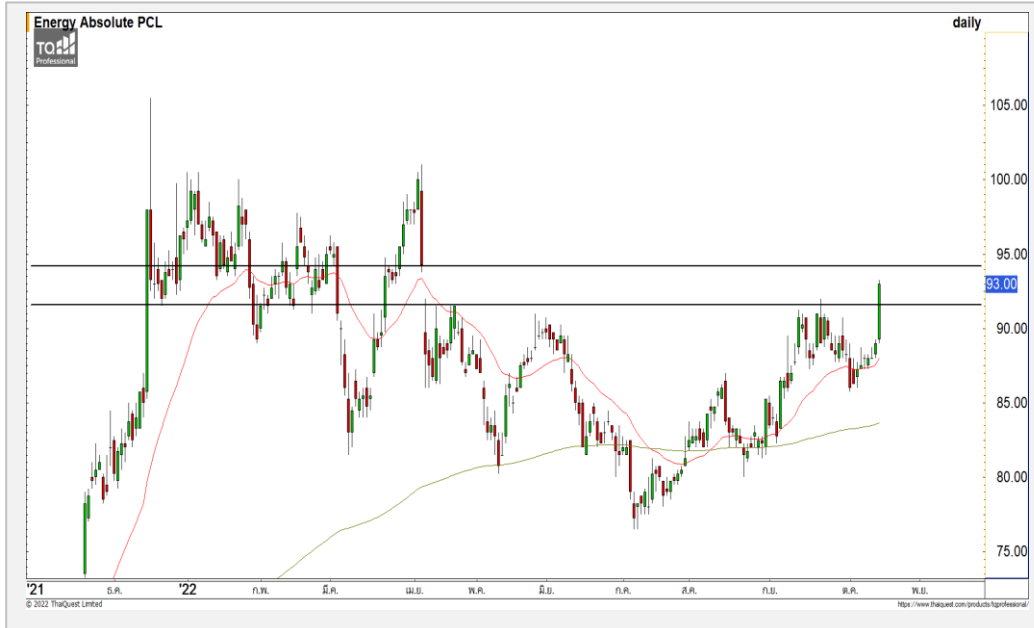 Energy Absolute PCL
daily
TQ
Professional
105.00
100.00
95.00
93.00
90.00
85.00
80.00
75.00
'21 ธ.ค. '22 ก.พ. มี.ค. เม.ย. พ.ค. มิ.ย. ก.ค. ส.ค. ก.ย. ต.ค. พ.ย.
© 2022 ThaiQuest Limited
https://www.thaiquest.com/products/tqprofessional/